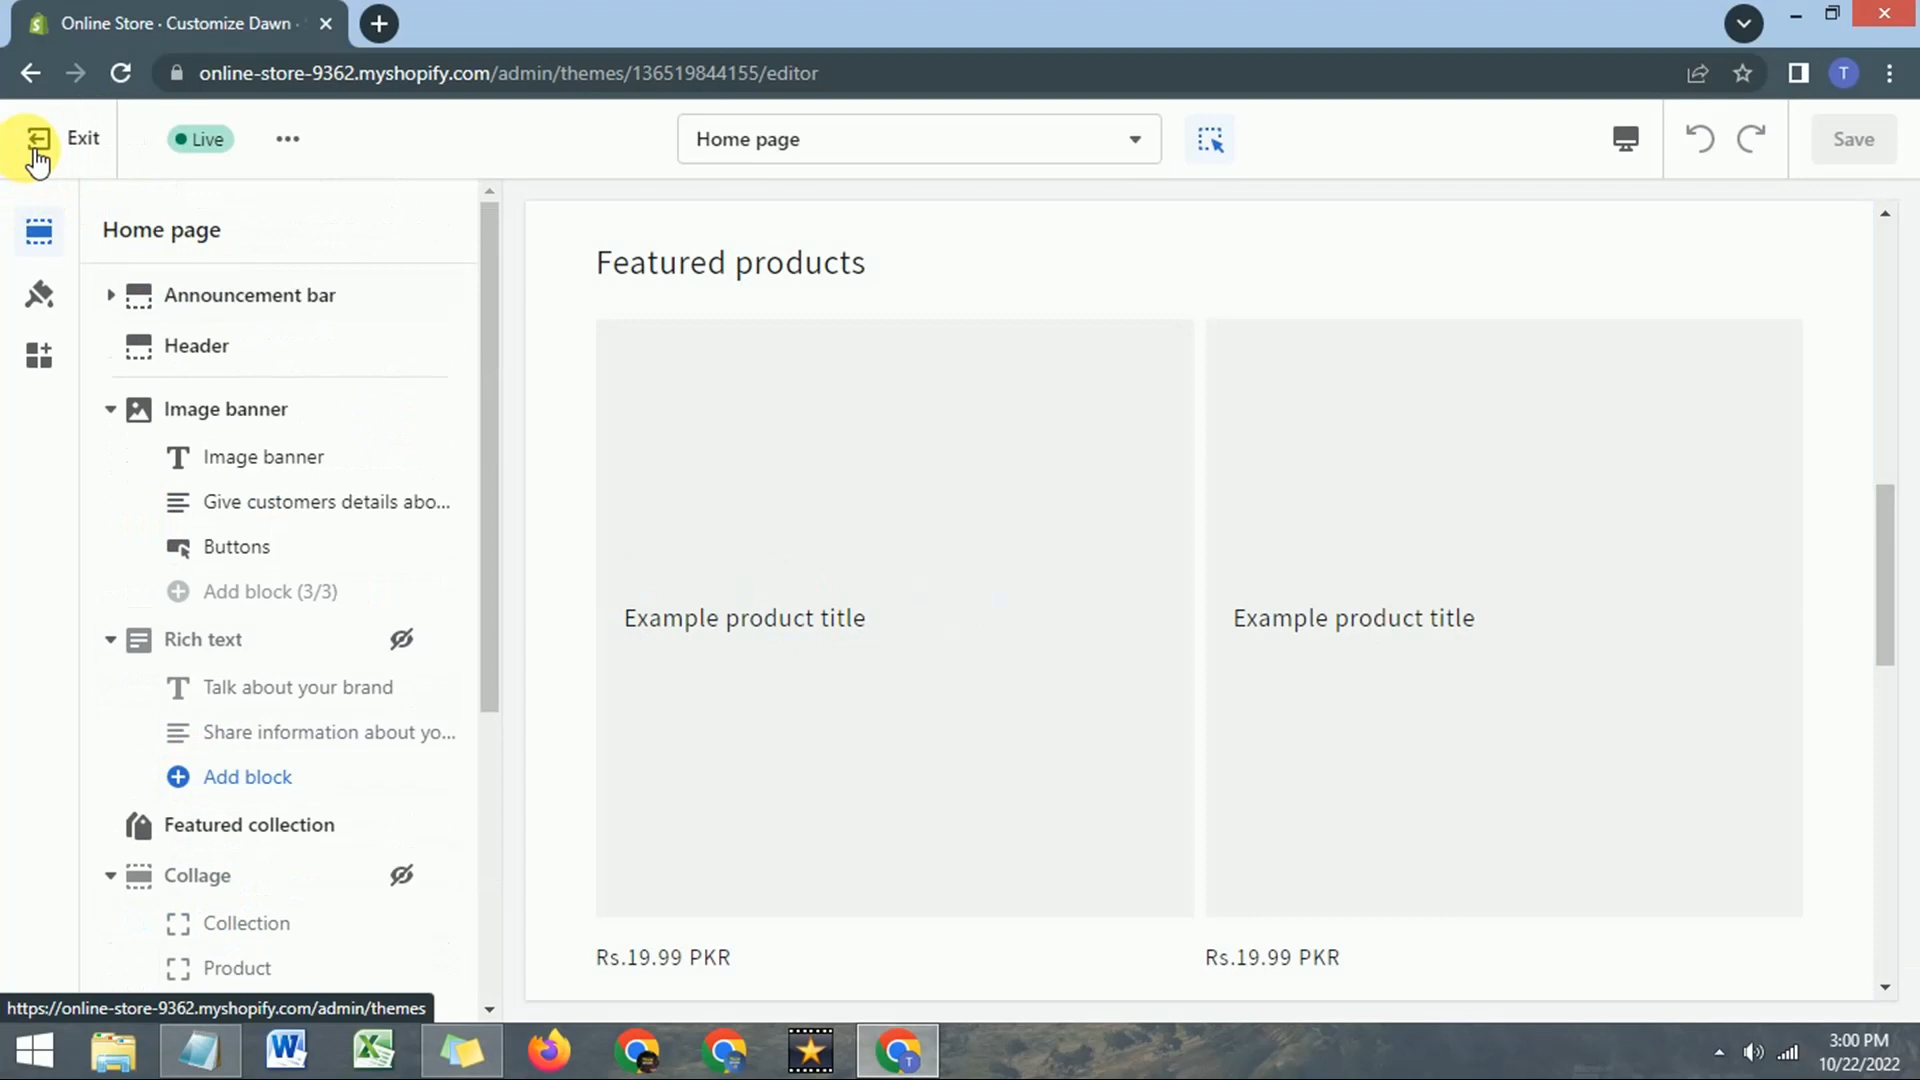 Online Store · Customize Dawn ·
online-store-9362.myshopify.com/admin/themes/136519844155/editor
T
Exit
Live
Home page
Save
Home page
Announcement bar
Header
Image banner
Image banner
Give customers details abo...
Buttons
Add block (3/3)
Rich text
Talk about your brand
Share information about yo...
Add block
Featured collection
Collage
Collection
Product
Featured products
Example product title
Example product title
Rs.19.99 PKR
Rs.19.99 PKR
https://online-store-9362.myshopify.com/admin/themes
3:00 PM
10/22/2022